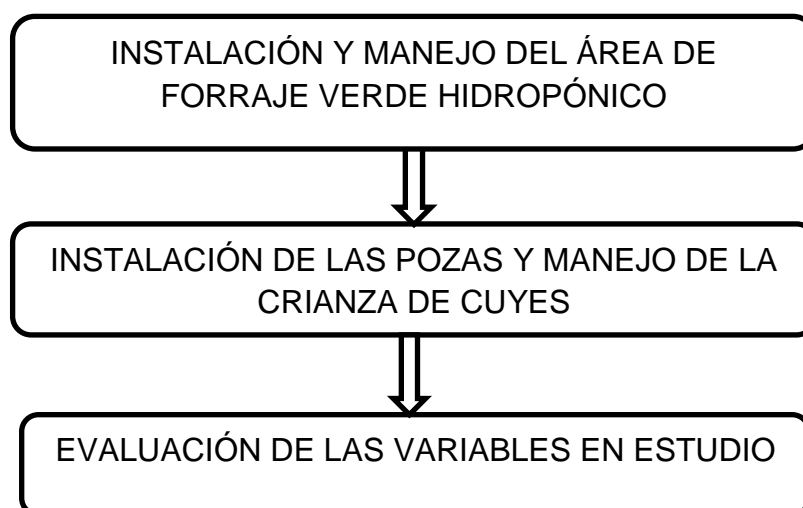 INSTALACIÓN Y MANEJO DEL ÁREA DE
FORRAJE VERDE HIDROPÓNICO
INSTALACIÓN DE LAS POZAS Y MANEJO DE LA
CRIANZA DE CUYES
EVALUACIÓN DE LAS VARIABLES EN ESTUDIO